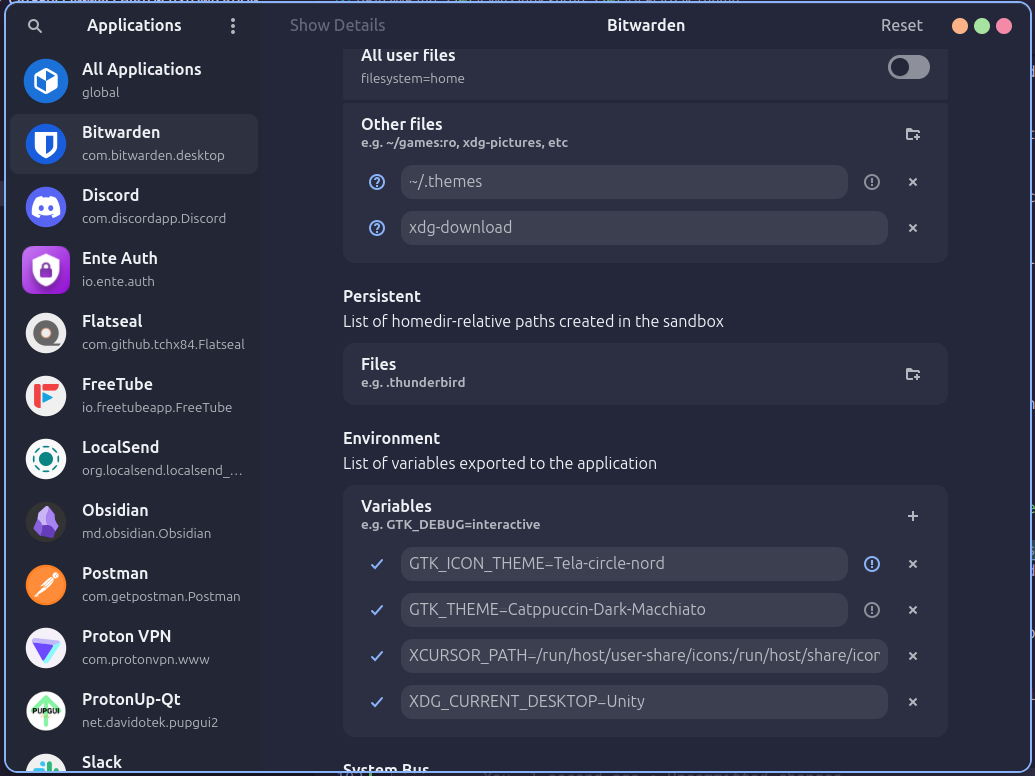 Applications
Show Details
Bitwarden
Reset
All Applications
global
Bitwarden
com.bitwarden.desktop
Discord
com.discordapp.Discord
Ente Auth
io.ente.auth
Flatseal
com.github.tchx84.Flatseal
FreeTube
io.freetubeapp.FreeTube
LocalSend
org.localsend.localsend_...
Obsidian
md.obsidian.Obsidian
Postman
com.getpostman.Postman
Proton VPN
com.protonvpn.www
PUPGUI
ProtonUp-Qt
net.davidotek.pupgui2
Slack
All user files
filesystem=home
Other files
e.g. ~/games:ro, xdg-pictures, etc
~/.themes
xdg-download
Persistent
List of homedir-relative paths created in the sandbox
Files
e.g. .thunderbird
Environment
List of variables exported to the application
Variables
e.g. GTK_DEBUG=interactive
GTK_ICON_THEME=Tela-circle-nord
GTK_THEME=Catppuccin-Dark-Macchiato
XCURSOR_PATH=/run/host/user-share/icons:/run/host/share/icor
XDG_CURRENT_DESKTOP=Unity
System Bus